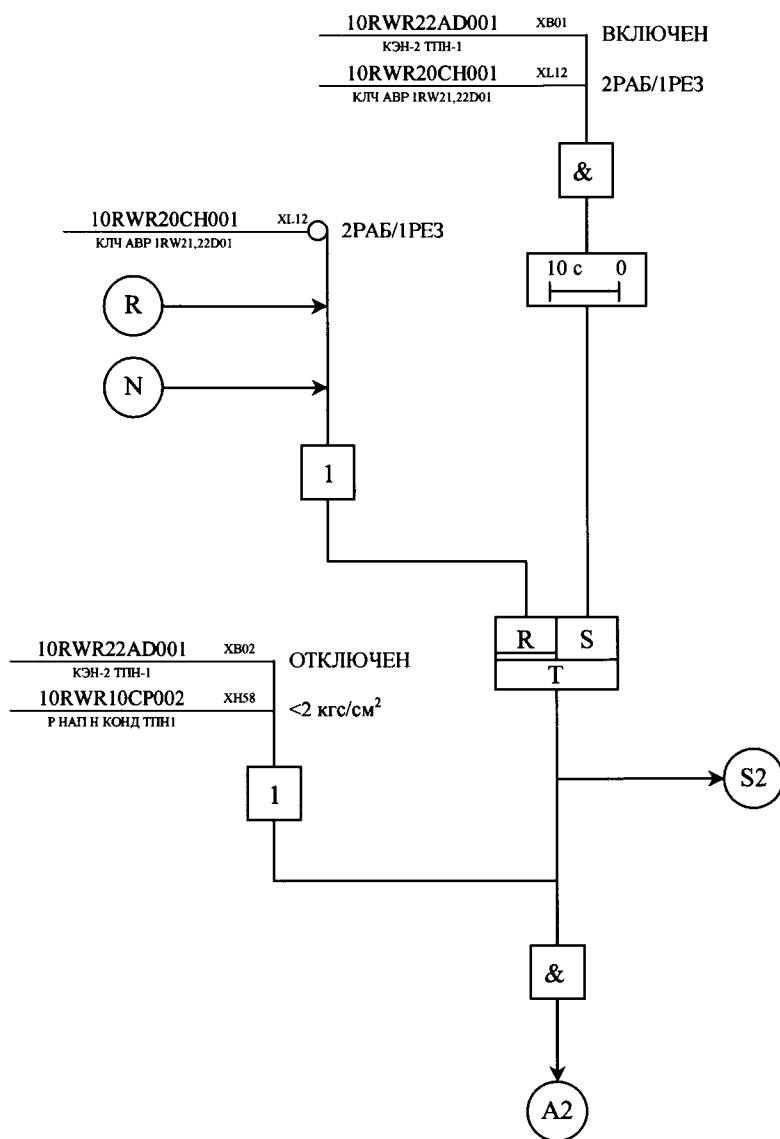 10RWR22AD001 XB01 ВКЛЮЧЕН
КЭН-2 ТПН-1
10RWR20CH001 XL12 2РАБ/1РЕЗ
КЛЧ АВР 1RW21,22D01
&
10RWR20CH001 XL12 2РАБ/1РЕЗ
КЛЧ АВР 1RW21,22D01
10 с 0
R
N
1
R S
T
10RWR22AD001 XB02 ОТКЛЮЧЕН
КЭН-2 ТПН-1
10RWR10CP002 XH58 <2 кгс/см²
Р НАП Н КОНД ТПН1
S2
1
&
A2